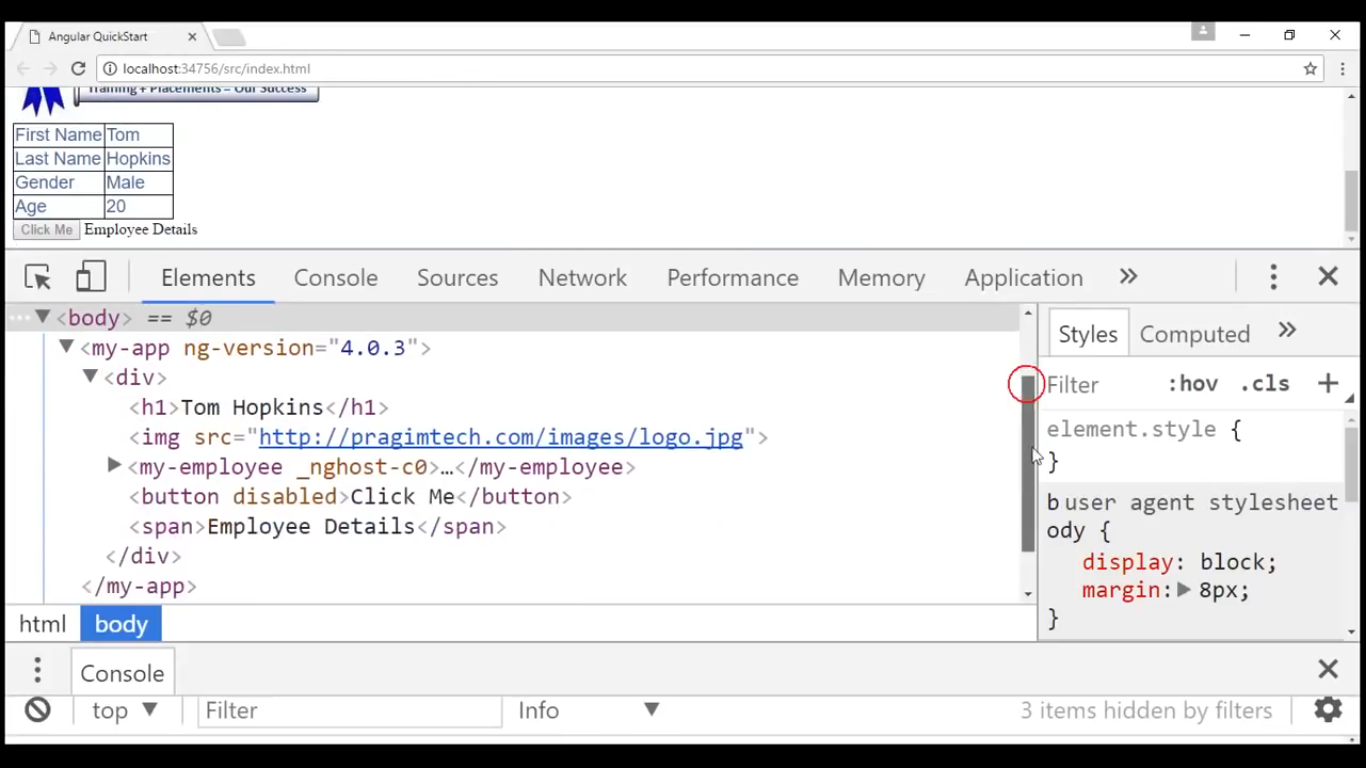 Angular QuickStart
localhost:34756/src/index.html
Training + Placements = Our Success
First Name Tom
Last Name Hopkins
Gender Male
Age 20
Click Me Employee Details
Elements Console Sources Network Performance Memory Application »
<body> == $0
<my-app ng-version="4.0.3">
<div>
<h1>Tom Hopkins</h1>
<img src="http://pragimtech.com/images/logo.jpg">
<my-employee _nghost-c0>…</my-employee>
<button disabled>Click Me</button>
<span>Employee Details</span>
</div>
</my-app>
html body
Styles Computed »
Filter :hov .cls +
element.style {
}
b user agent stylesheet
ody {
display: block;
margin: 8px;
}
Console
top Filter Info 3 items hidden by filters